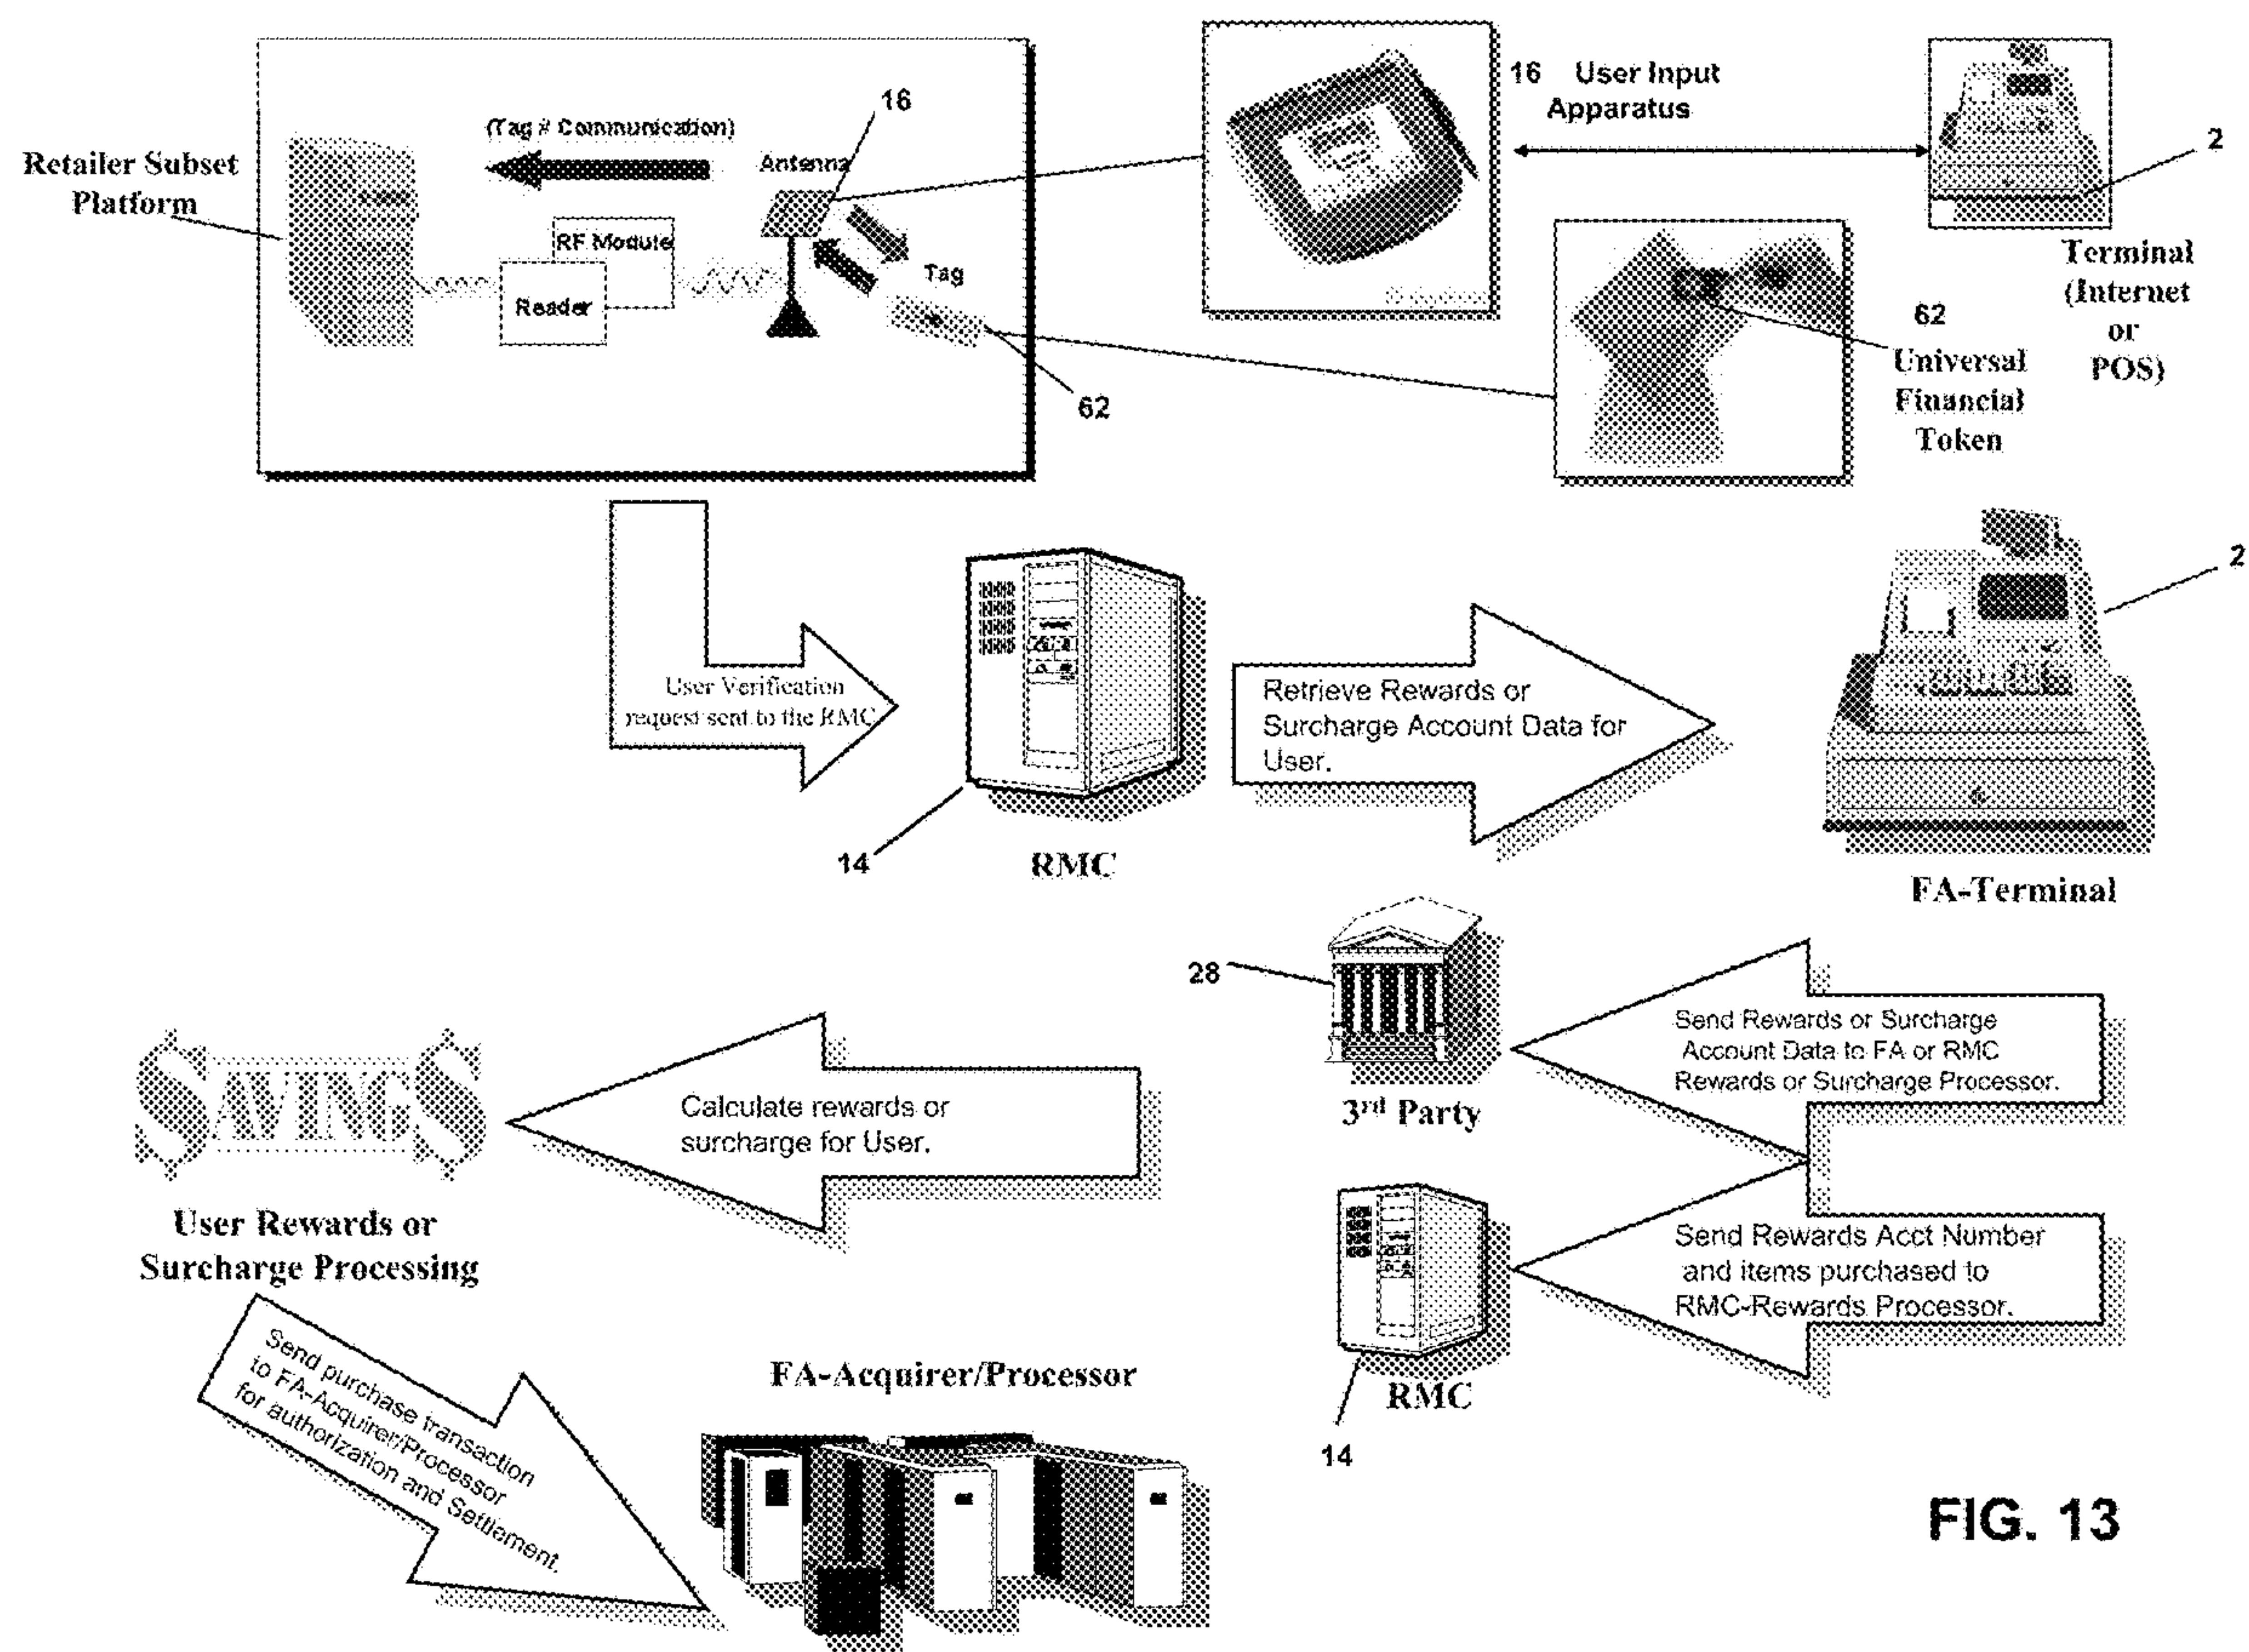 Retailer Subset
Platform
(Tag # Communication)
Antenna
16
RF Module
Reader
Tag
62
16 User Input
Apparatus
2
Terminal
(Internet
or
POS)
62
Universal
Financial
Token
User Verification
request sent to the RMC
14
RMC
Retrieve Rewards or
Surcharge Account Data for
User.
2
FA-Terminal
28
3rd Party
Send Rewards or Surcharge
Account Data to FA or RMC
Rewards or Surcharge Processor.
$AVING$
Calculate rewards or
surcharge for User.
User Rewards or
Surcharge Processing
Send Rewards Acct Number
and items purchased to
RMC-Rewards Processor.
RMC
14
Send purchase transaction
to FA-Acquirer/Processor
for authorization and Settlement.
FA-Acquirer/Processor
FIG. 13